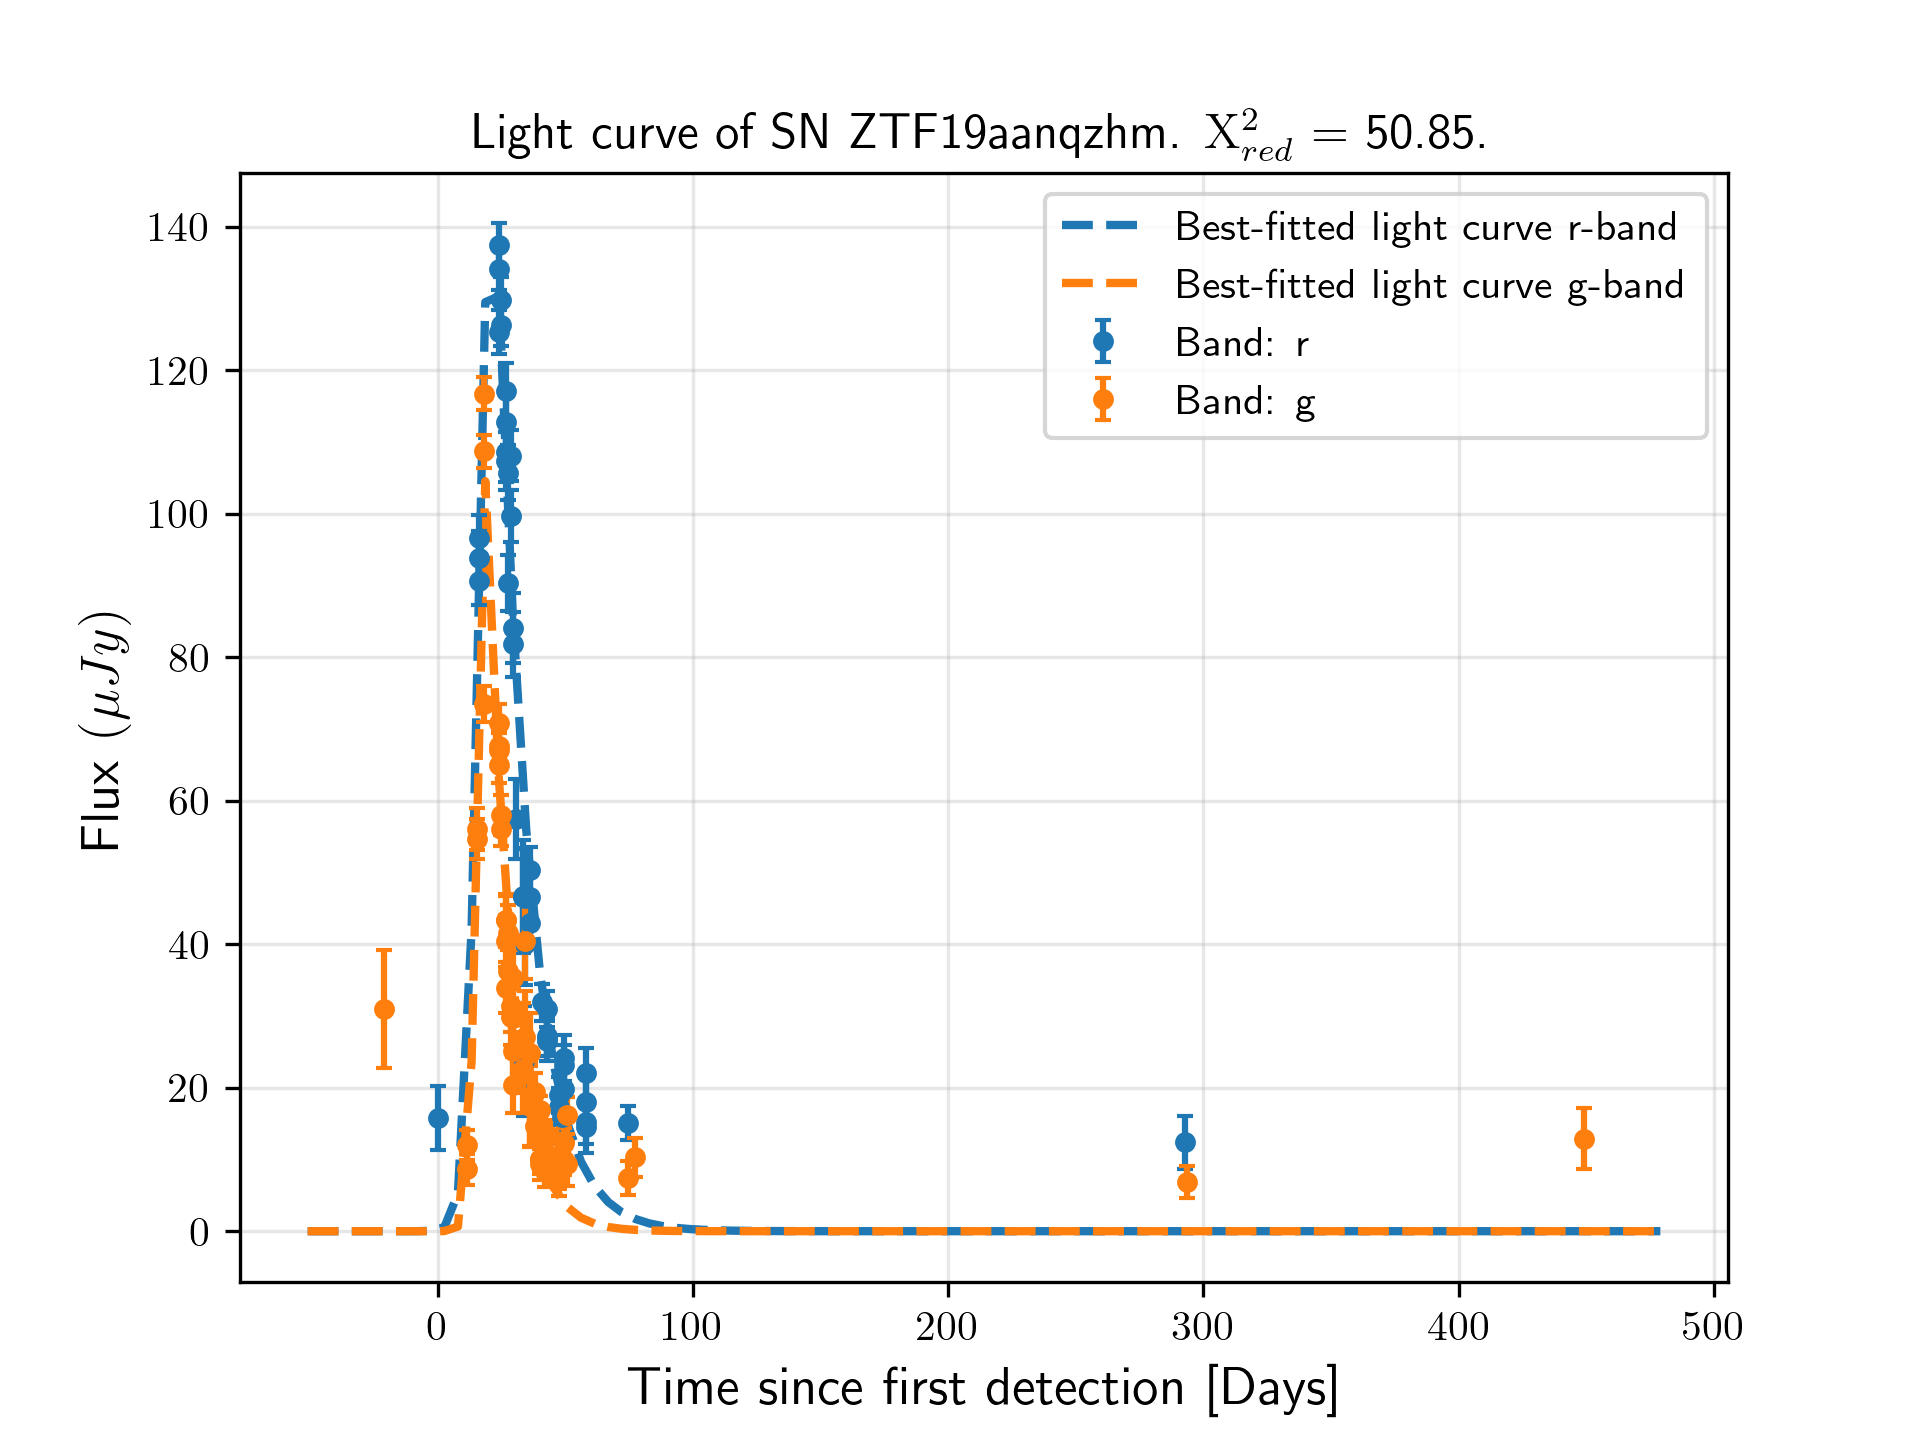 Light curve of SN ZTF19aanqzhm. X²_red = 50.85.
Best-fitted light curve r-band
Best-fitted light curve g-band
Band: r
Band: g
140
120
100
80
60
40
20
0
Flux (μJy)
0 100 200 300 400 500
Time since first detection [Days]